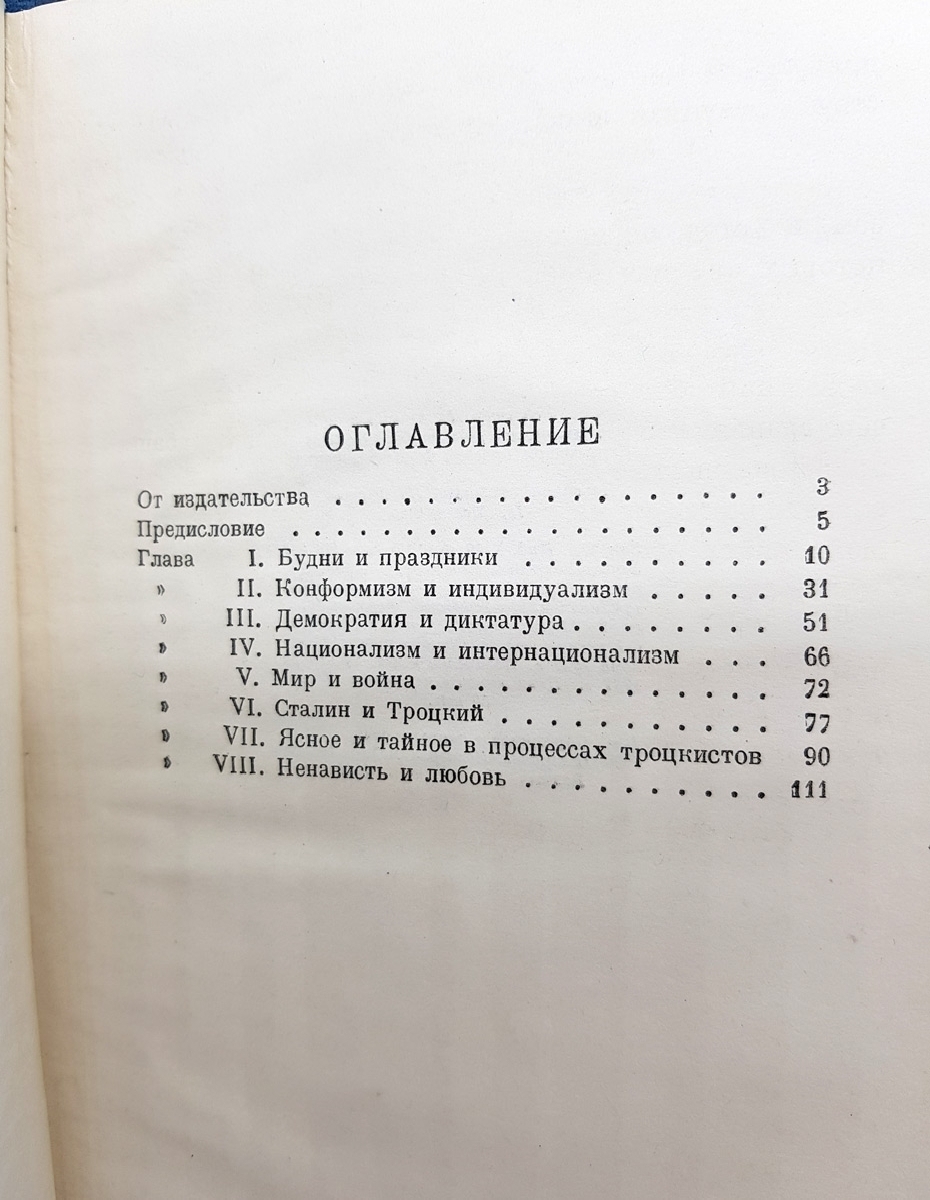 ОГЛАВЛЕНИЕ
От издательства . . . . . . . . . . . . . . . . . . 3
Предисловие . . . . . . . . . . . . . . . . . . . . 5
Глава I. Будни и праздники . . . . . . . . . . 10
» II. Конформизм и индивидуализм . . . . . 31
» III. Демократия и диктатура . . . . . . . . 51
» IV. Национализм и интернационализм . . . 66
» V. Мир и война . . . . . . . . . . . . . . 72
» VI. Сталин и Троцкий . . . . . . . . . . . 77
» VII. Ясное и тайное в процессах троцкистов 90
» VIII. Ненависть и любовь . . . . . . . . . . 111